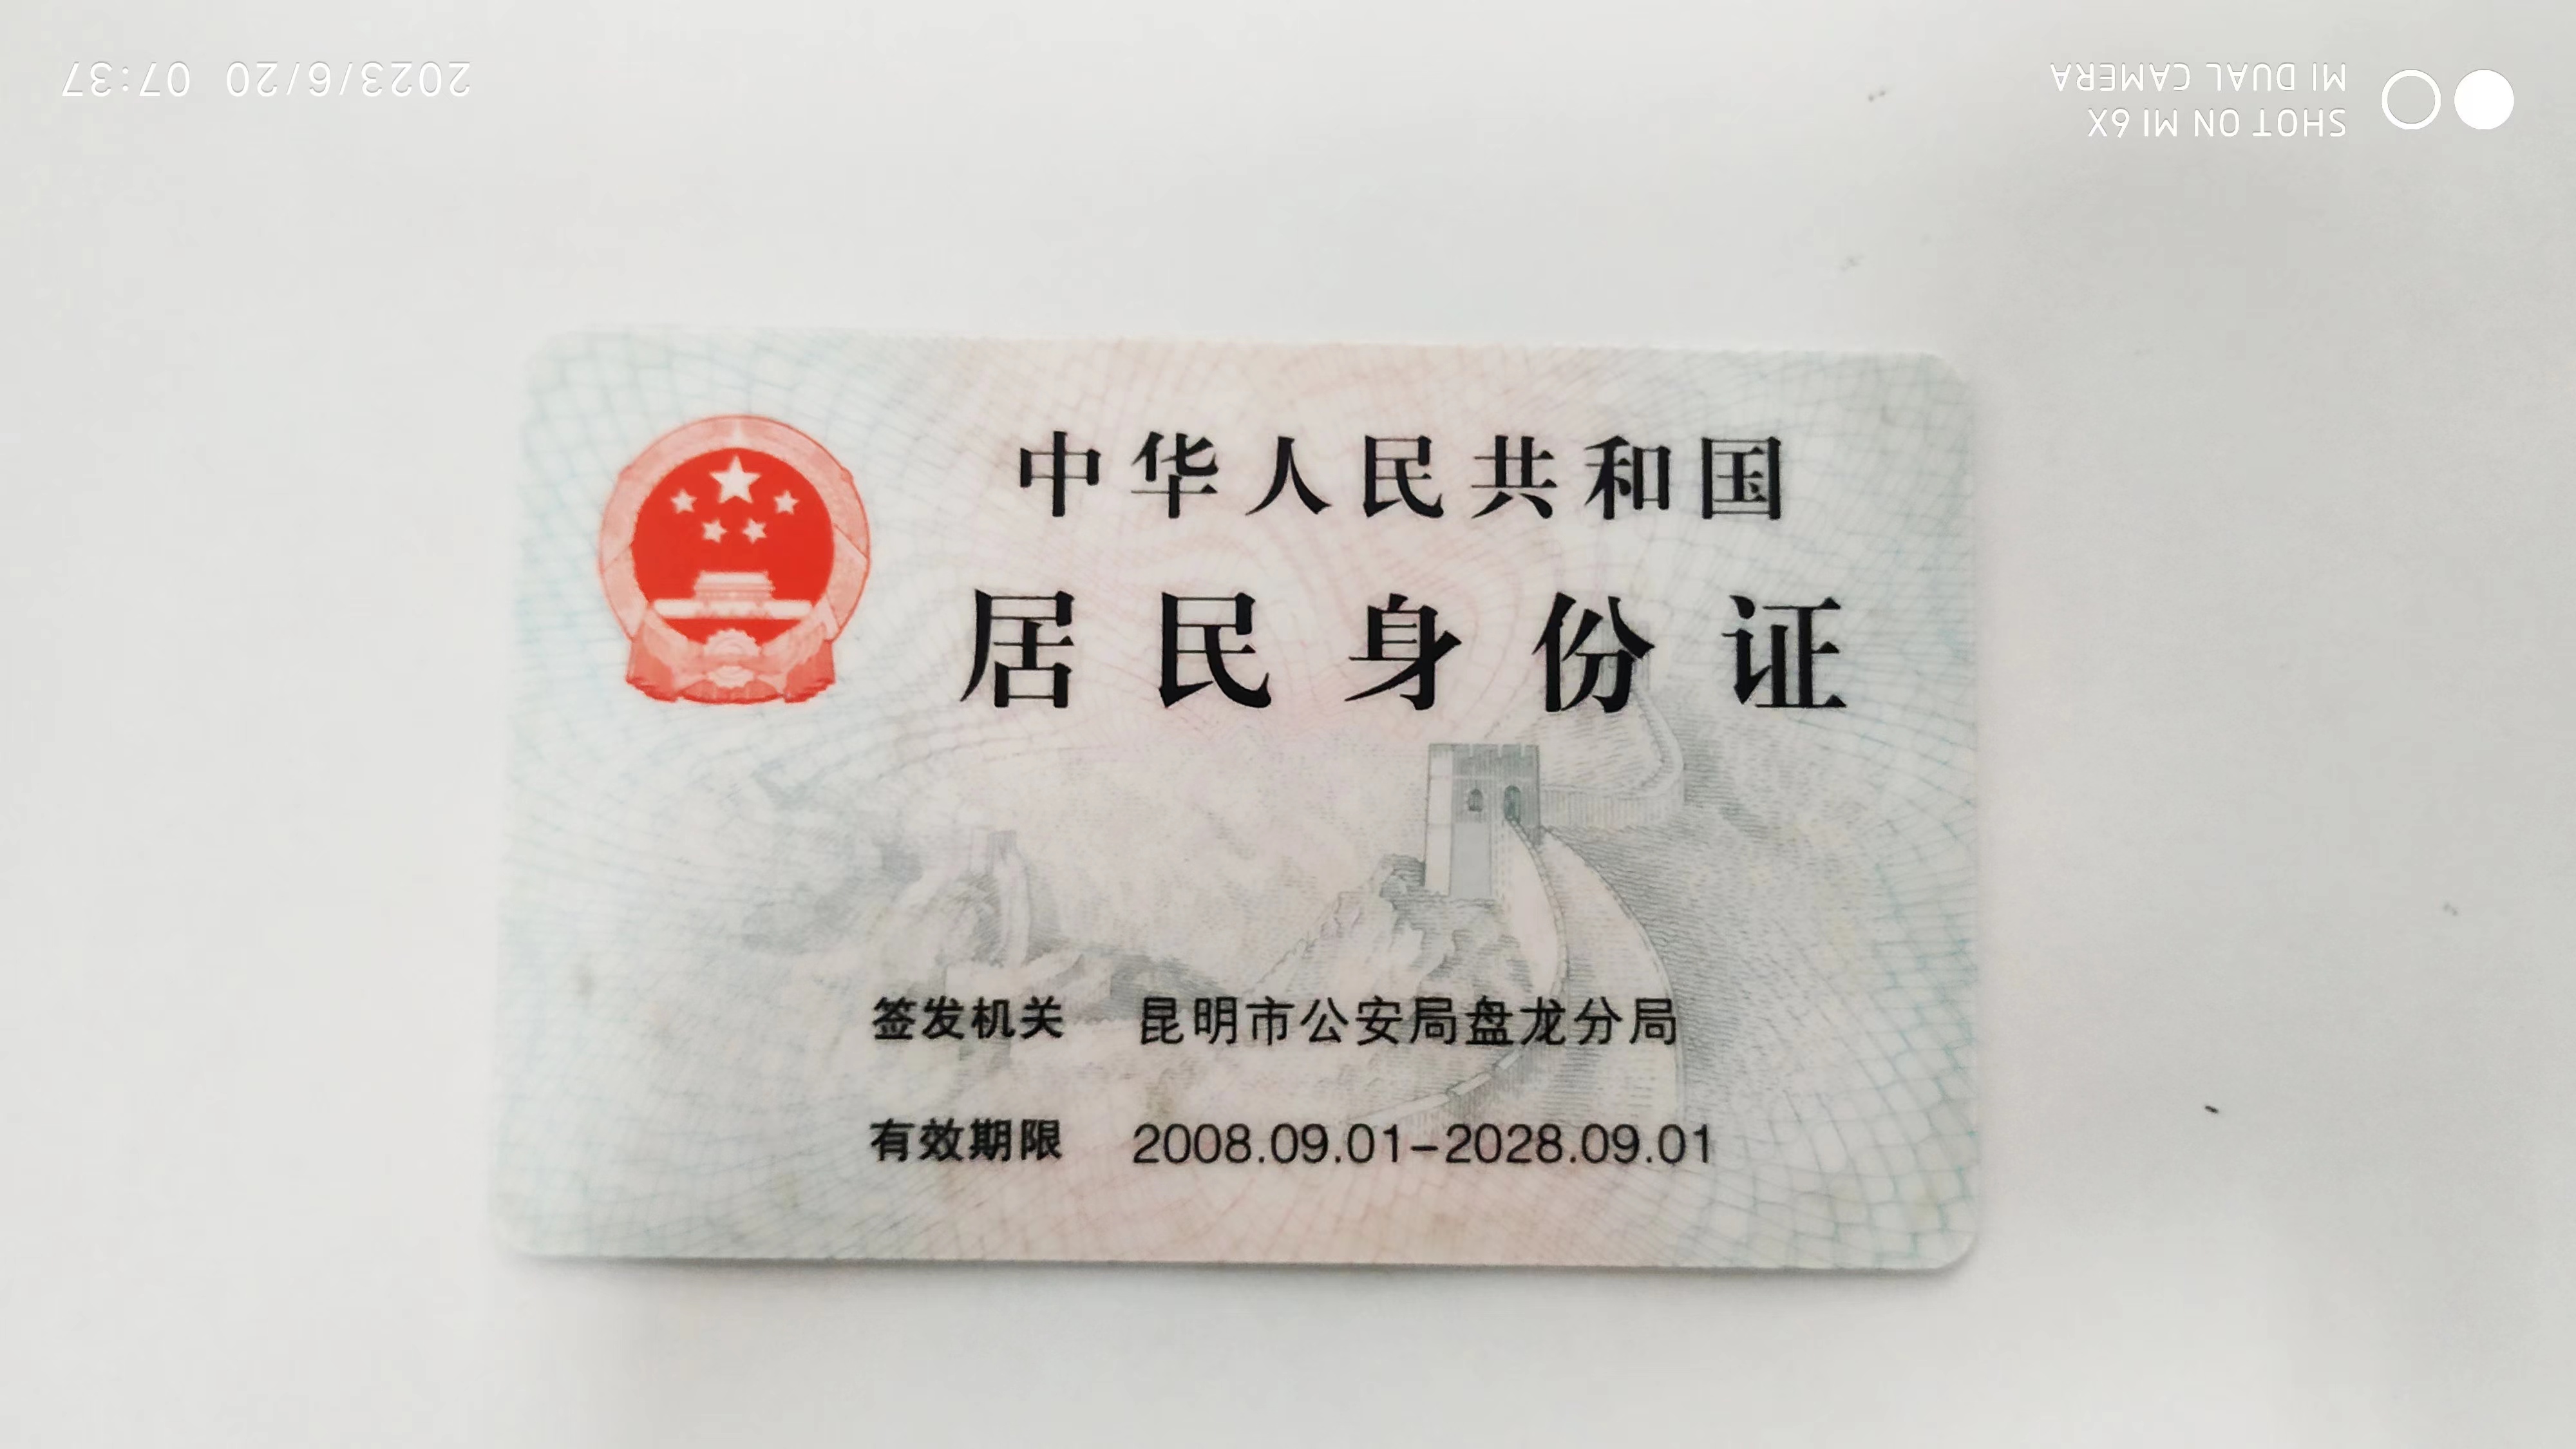 中华人民共和国
居民身份证
签发机关 昆明市公安局盘龙分局
有效期限 2008.09.01-2028.09.01
SHOT ON MI 6X
MI DUAL CAMERA
2023/6/20 07:37